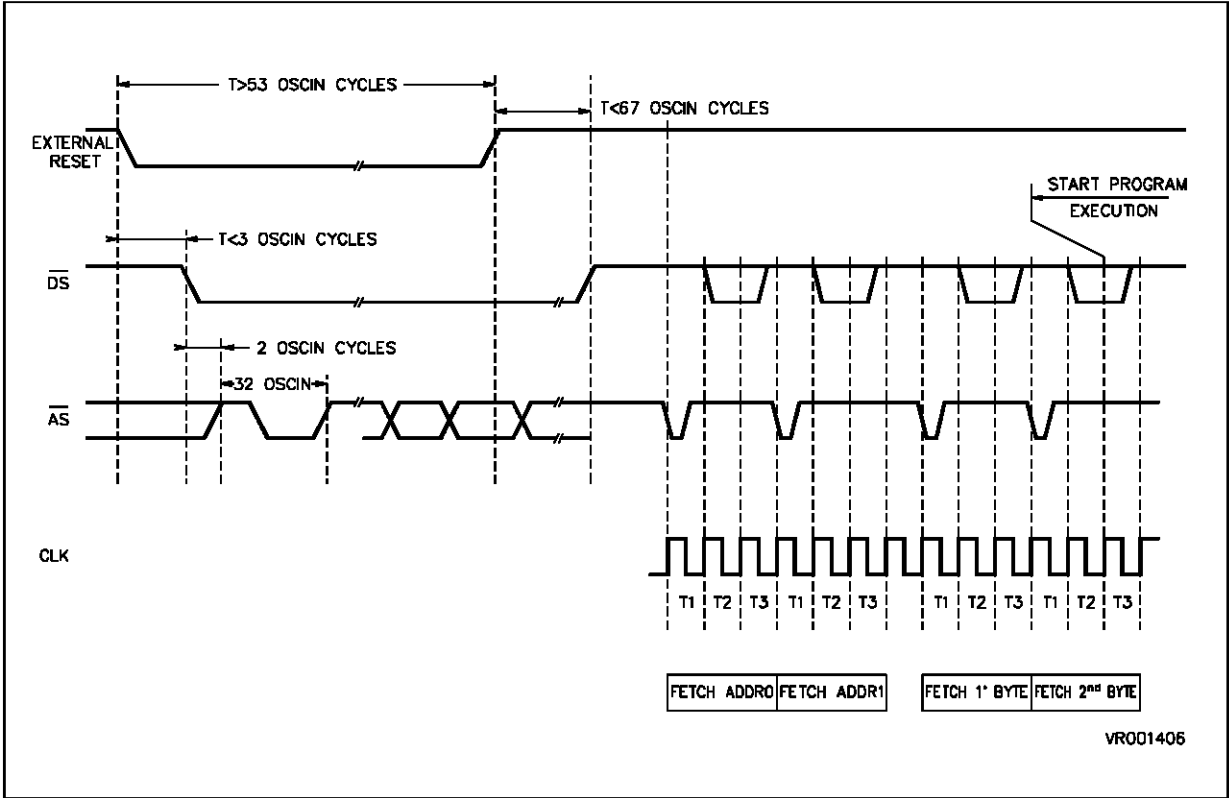 T>53 OSCIN CYCLES
T<67 OSCIN CYCLES
EXTERNAL
RESET
START PROGRAM
EXECUTION
T<3 OSCIN CYCLES
DS
2 OSCIN CYCLES
32 OSCIN
AS
CLK
T1 T2 T3 T1 T2 T3 T1 T2 T3 T1 T2 T3
FETCH ADDR0 FETCH ADDR1 FETCH 1° BYTE FETCH 2nd BYTE
VR001406